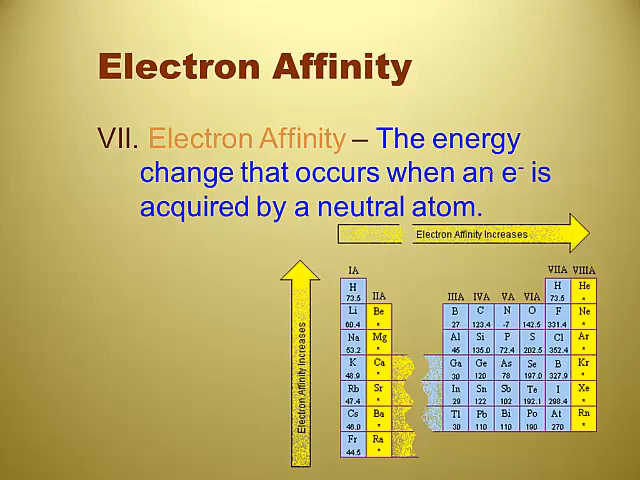 Electron Affinity
VII. Electron Affinity – The energy
change that occurs when an e- is
acquired by a neutral atom.
Electron Affinity Increases
Electron Affinity Increases
IA VIIA VIIIA
H H He
73.5 IIA IIIA IVA VA VIA 73.5 *
Li Be B C N O F Ne
60.4 * 27 123.4 -7 142.5 331.4 *
Na Mg Al Si P S Cl Ar
53.2 * 45 135.0 72.4 202.5 352.4 *
K Ca Ga Ge As Se B Kr
48.9 * 30 120 78 197.0 327.9 *
Rb Sr In Sn Sb Te I Xe
47.4 * 29 122 102 192.1 298.4 *
Cs Ba Tl Pb Bi Po At Rn
46.0 * 30 110 110 190 270 *
Fr Ra
44.5 *